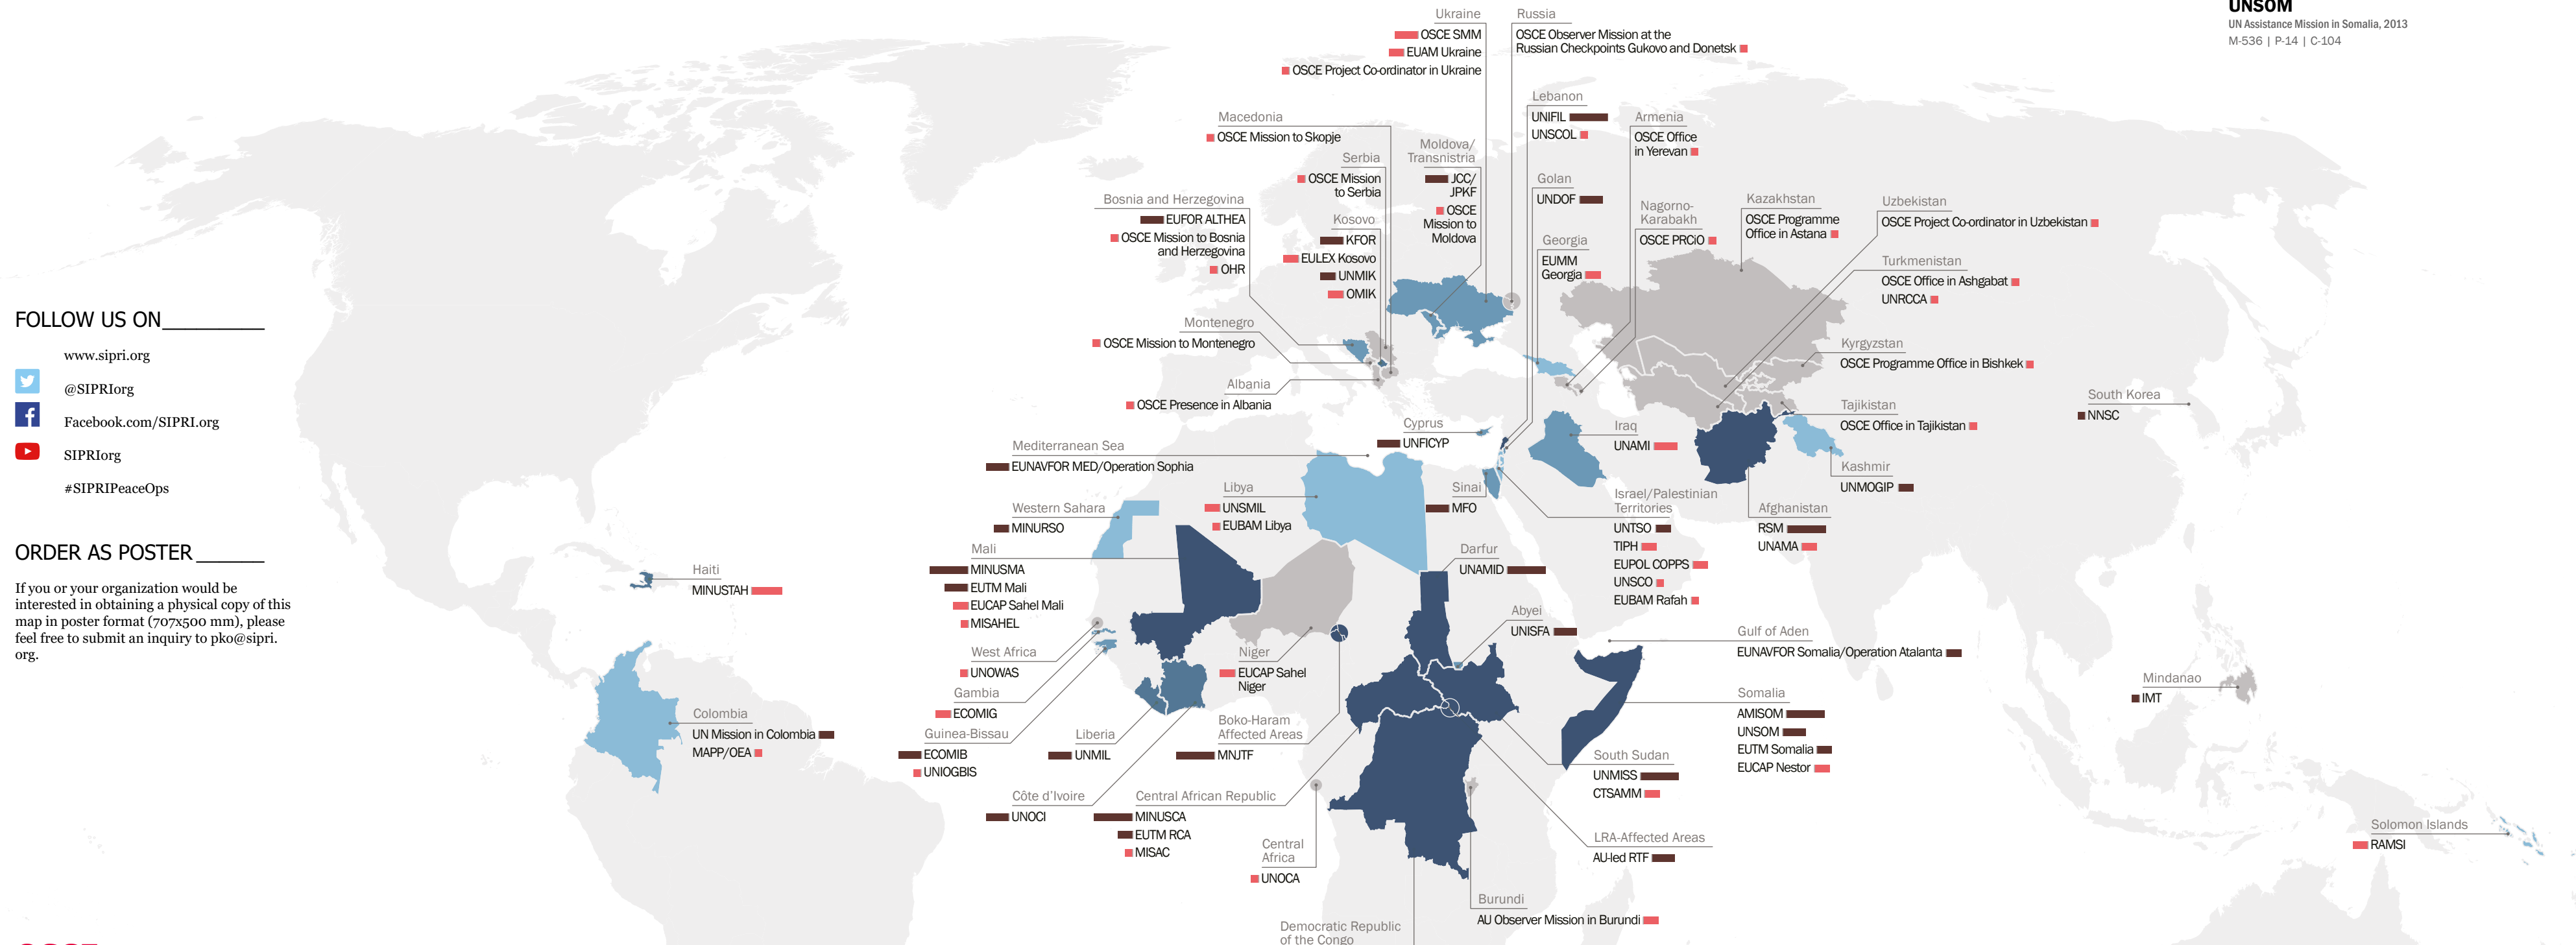 UNSOM
UN Assistance Mission in Somalia, 2013
M-536 | P-14 | C-104
Ukraine
OSCE SMM
EUAM Ukraine
OSCE Project Co-ordinator in Ukraine
Russia
OSCE Observer Mission at the
Russian Checkpoints Gukovo and Donetsk
Lebanon
UNIFIL
UNSCOL
Armenia
OSCE Office
in Yerevan
Macedonia
OSCE Mission to Skopje
Serbia
OSCE Mission
to Serbia
Moldova/
Transnistria
JCC/
JPKF
OSCE
Mission to
Moldova
Golan
UNDOF
Bosnia and Herzegovina
EUFOR ALTHEA
OSCE Mission to Bosnia
and Herzegovina
OHR
Kosovo
KFOR
EULEX Kosovo
UNMIK
OMIK
Georgia
EUMM
Georgia
Nagorno-
Karabakh
OSCE PRCiO
Kazakhstan
OSCE Programme
Office in Astana
Uzbekistan
OSCE Project Co-ordinator in Uzbekistan
Turkmenistan
OSCE Office in Ashgabat
UNRCCA
FOLLOW US ON
www.sipri.org
@SIPRIorg
Facebook.com/SIPRI.org
SIPRIorg
#SIPRIPeaceOps
Montenegro
OSCE Mission to Montenegro
Albania
OSCE Presence in Albania
Kyrgyzstan
OSCE Programme Office in Bishkek
Tajikistan
OSCE Office in Tajikistan
South Korea
NNSC
Cyprus
UNFICYP
Iraq
UNAMI
Mediterranean Sea
EUNAVFOR MED/Operation Sophia
Kashmir
UNMOGIP
Western Sahara
MINURSO
Libya
UNSMIL
EUBAM Libya
Sinai
MFO
Israel/Palestinian
Territories
UNTSO
TIPH
EUPOL COPPS
UNSCO
EUBAM Rafah
Afghanistan
RSM
UNAMA
ORDER AS POSTER
If you or your organization would be
interested in obtaining a physical copy of this
map in poster format (707x500 mm), please
feel free to submit an inquiry to pko@sipri.
org.
Haiti
MINUSTAH
Mali
MINUSMA
EUTM Mali
EUCAP Sahel Mali
MISAHEL
Darfur
UNAMID
Abyei
UNISFA
West Africa
UNOWAS
Niger
EUCAP Sahel
Niger
Gulf of Aden
EUNAVFOR Somalia/Operation Atalanta
Gambia
ECOMIG
Mindanao
IMT
Colombia
UN Mission in Colombia
MAPP/OEA
Guinea-Bissau
ECOMIB
UNIOGBIS
Liberia
UNMIL
Boko-Haram
Affected Areas
MNJTF
Somalia
AMISOM
UNSOM
EUTM Somalia
EUCAP Nestor
South Sudan
UNMISS
CTSAMM
Côte d'Ivoire
UNOCI
Central African Republic
MINUSCA
EUTM RCA
MISAC
Central
Africa
UNOCA
LRA-Affected Areas
AU-led RTF
Solomon Islands
RAMSI
Burundi
AU Observer Mission in Burundi
Democratic Republic
of the Congo